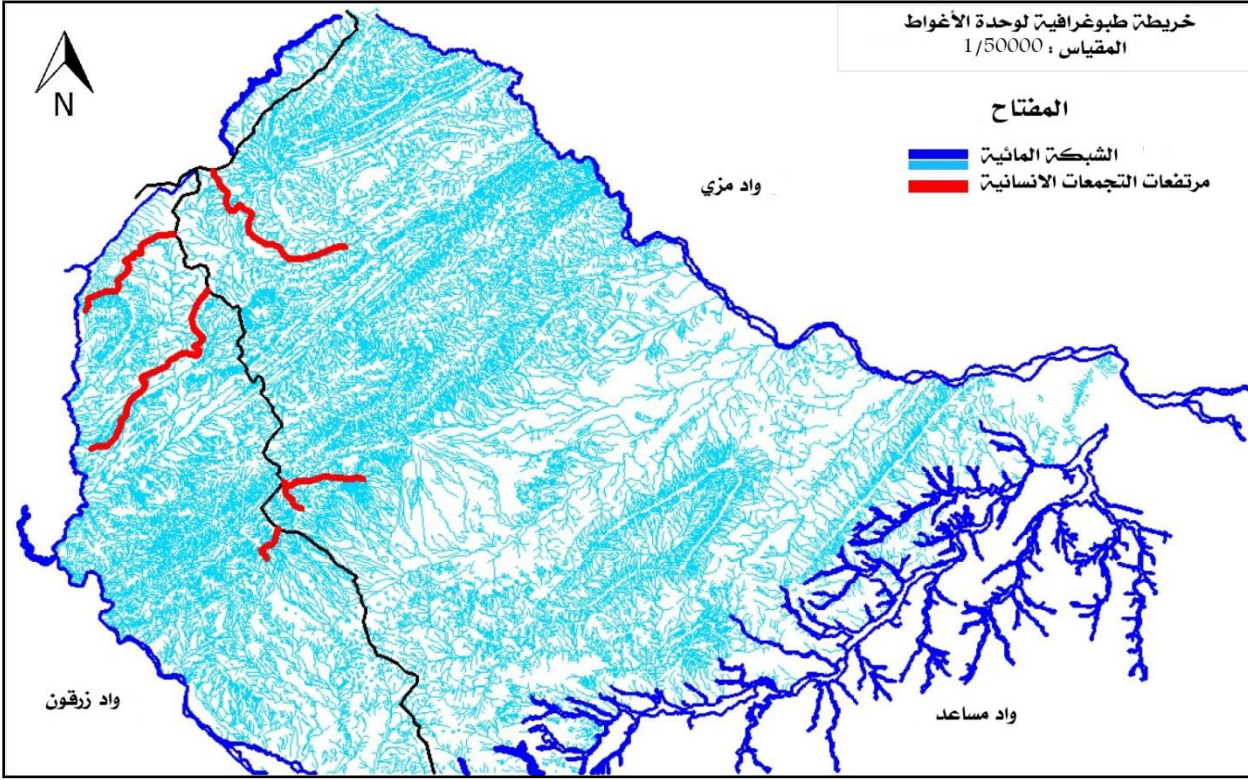 خريطة طبوغرافية لوحدة الأغواط
المقياس : 1/50000
N
المفتاح
الشبكة المائية
مرتفعات التجمعات الانسانية
واد مزي
واد زرقون
واد مساعد